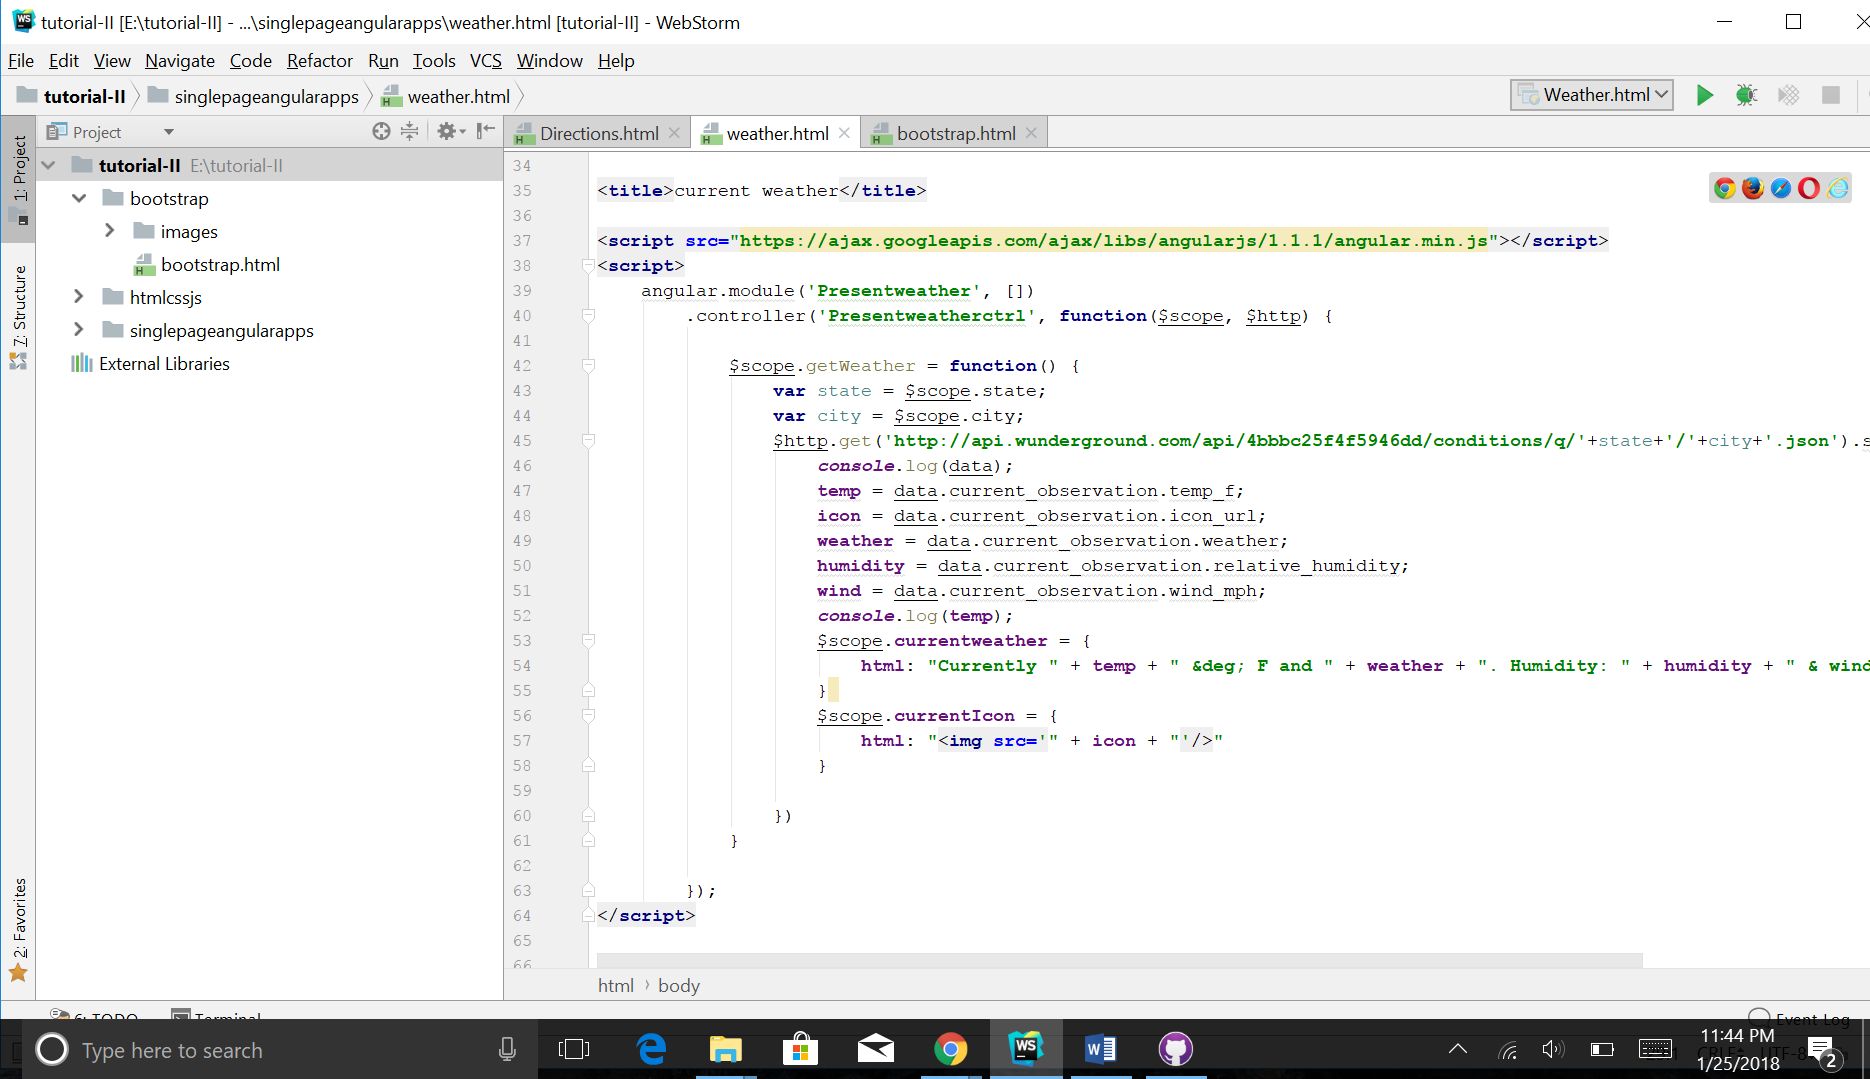 tutorial-II [E:\tutorial-II] - ...\singlepageangularapps\weather.html [tutorial-II] - WebStorm
File Edit View Navigate Code Refactor Run Tools VCS Window Help
tutorial-II singlepageangularapps weather.html
Weather.html
Project
Directions.html weather.html bootstrap.html
1: Project
7: Structure
2: Favorites
tutorial-II E:\tutorial-II
bootstrap
images
bootstrap.html
htmlcssjs
singlepageangularapps
External Libraries
34
35 <title>current weather</title>
36
37 <script src="https://ajax.googleapis.com/ajax/libs/angularjs/1.1.1/angular.min.js"></script>
38 <script>
39 angular.module('Presentweather', [])
40 .controller('Presentweatherctrl', function($scope, $http) {
41
42 $scope.getWeather = function() {
43 var state = $scope.state;
44 var city = $scope.city;
45 $http.get('http://api.wunderground.com/api/4bbbc25f4f5946dd/conditions/q/'+state+'/'+city+'.json').s
46 console.log(data);
47 temp = data.current_observation.temp_f;
48 icon = data.current_observation.icon_url;
49 weather = data.current_observation.weather;
50 humidity = data.current_observation.relative_humidity;
51 wind = data.current_observation.wind_mph;
52 console.log(temp);
53 $scope.currentweather = {
54 html: "Currently " + temp + " &deg; F and " + weather + ". Humidity: " + humidity + " & wind
55 }
56 $scope.currentIcon = {
57 html: "<img src='" + icon + "'/>"
58 }
59
60 })
61 }
62
63 });
64 </script>
65
66
html › body
6: TODO Terminal Event Log
Type here to search
11:44 PM
1/25/2018
2